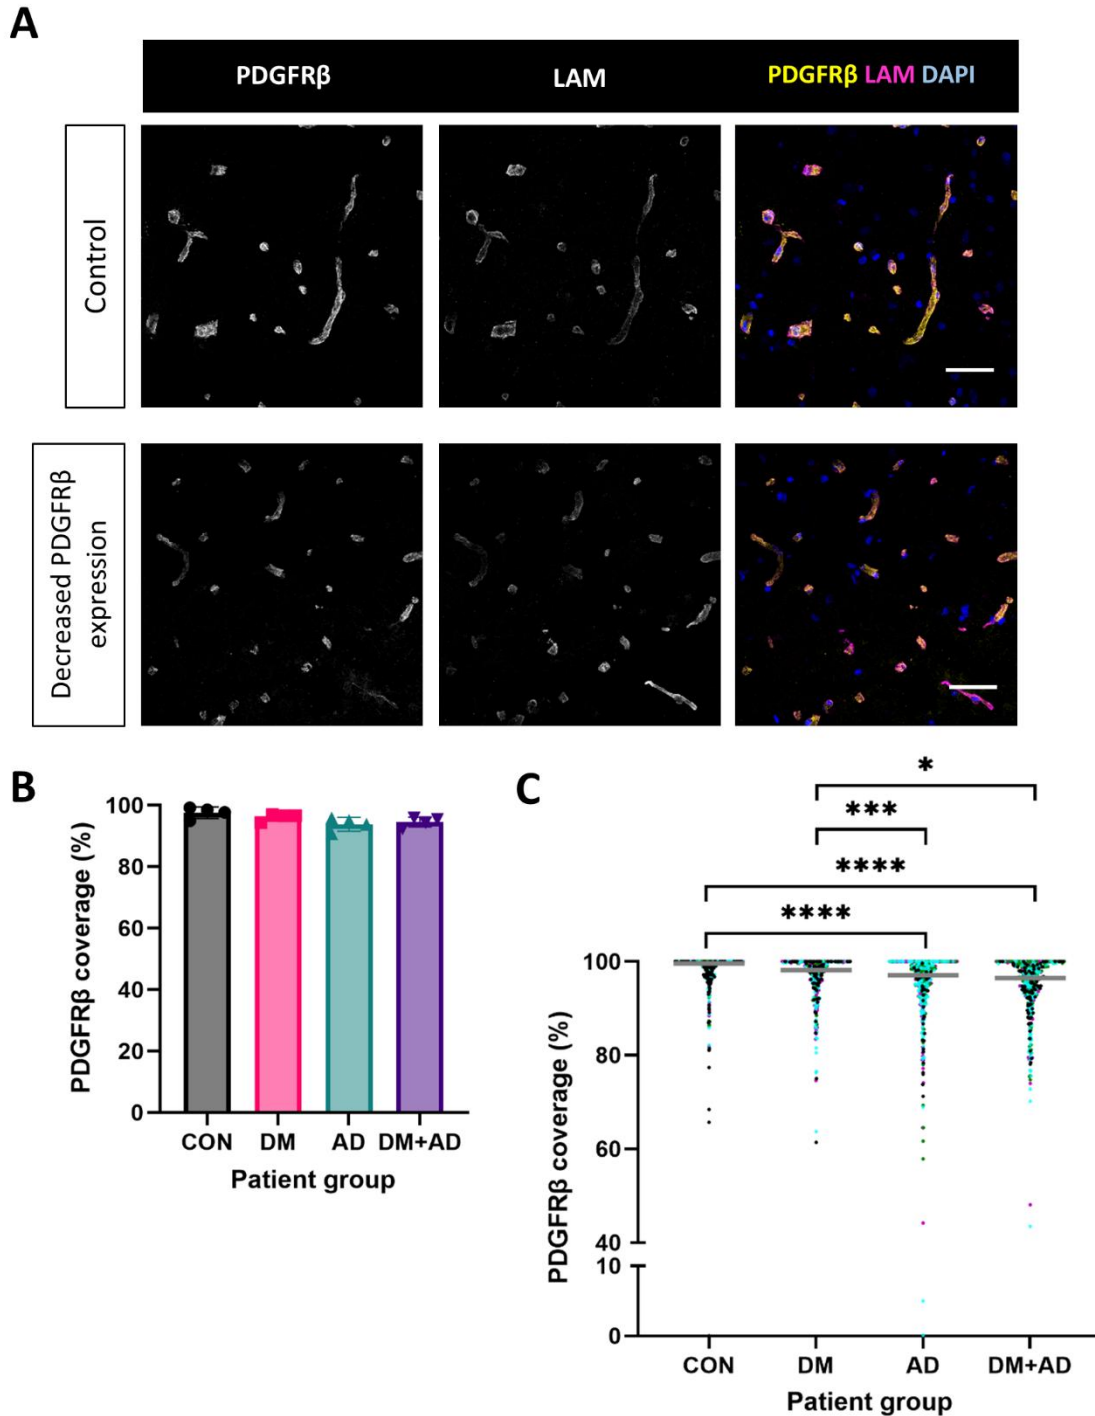 A
PDGFRβ
LAM
PDGFRβ LAM DAPI
Control
Decreased PDGFRβ
expression
B
100
80
60
40
20
0
PDGFRβ coverage (%)
CON DM AD DM+AD
Patient group
C
*
***
****
****
100
80
60
40
10
0
PDGFRβ coverage (%)
CON DM AD DM+AD
Patient group